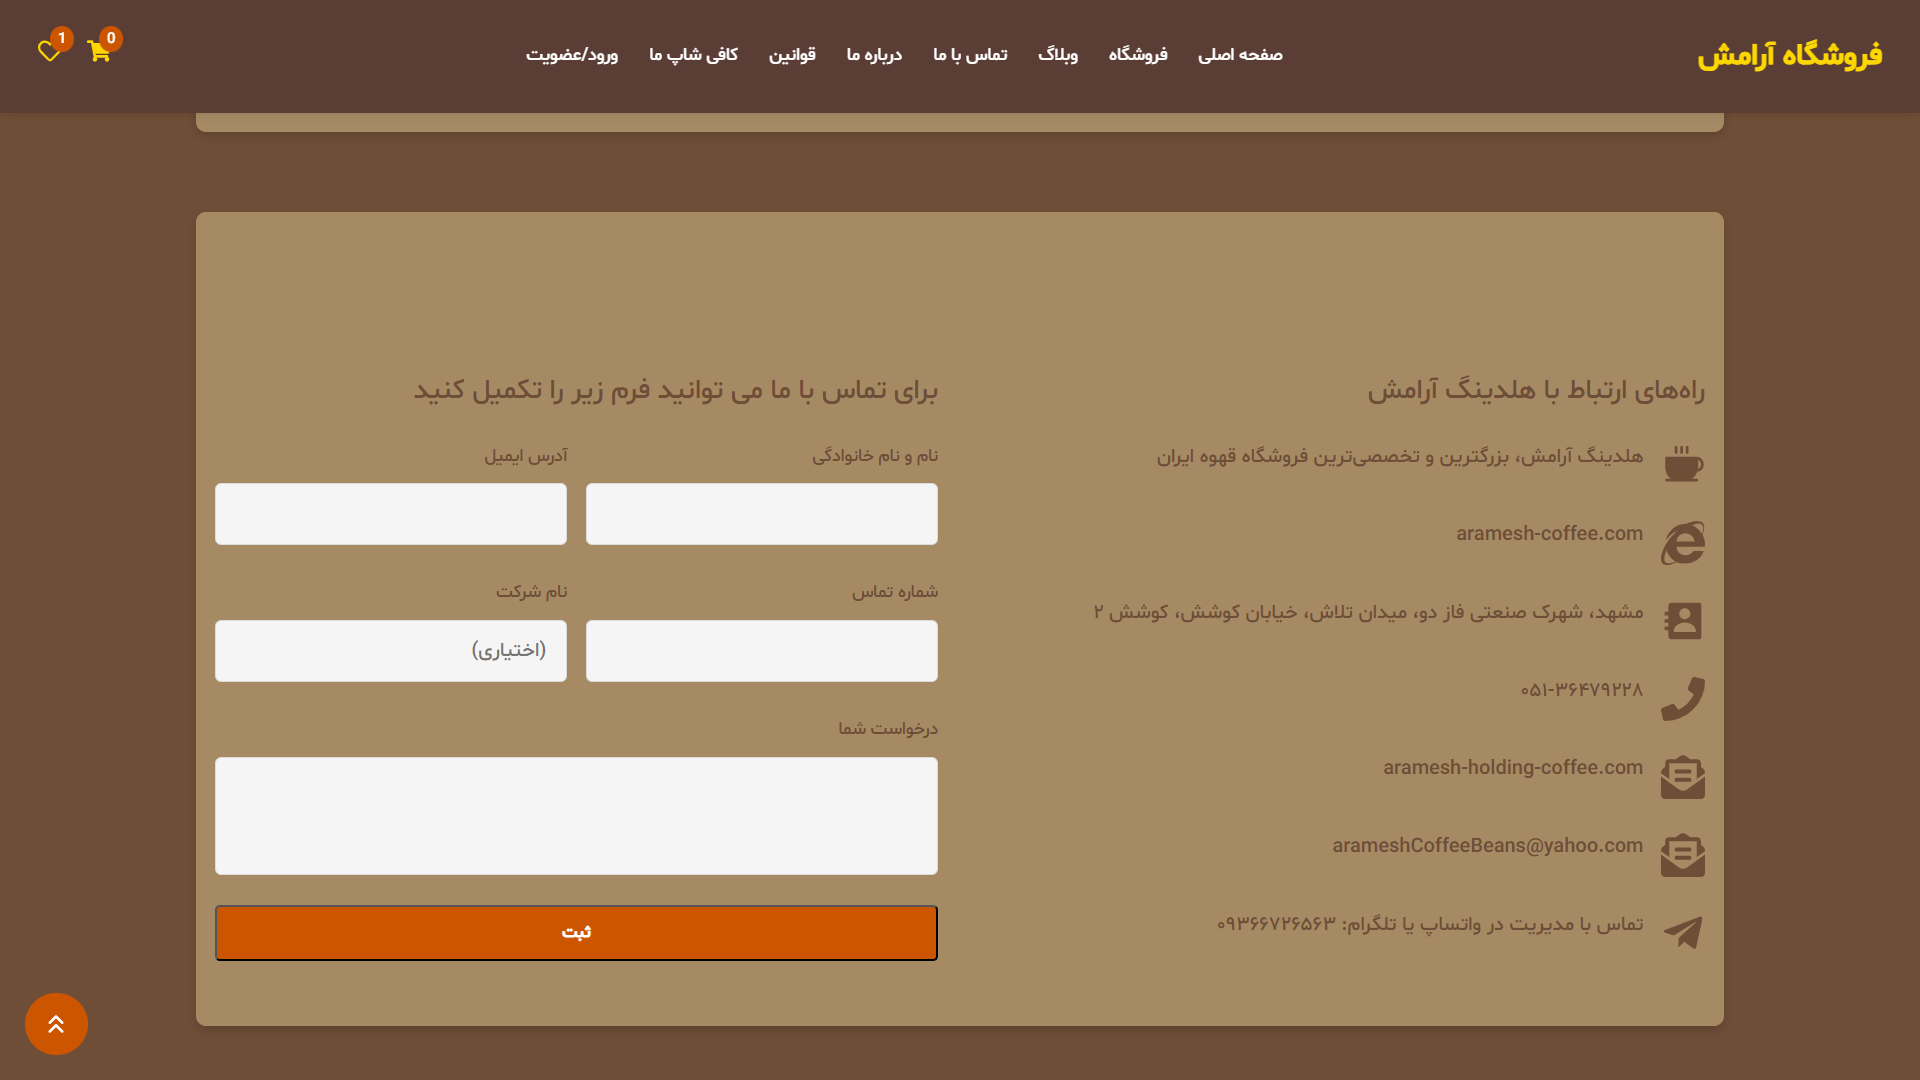 فروشگاه آرامش
صفحه اصلی
فروشگاه
وبلاگ
تماس با ما
درباره ما
قوانین
کافی شاپ ما
ورود/عضویت
0
1
راه‌های ارتباط با هلدینگ آرامش
هلدینگ آرامش، بزرگترین و تخصصی‌ترین فروشگاه قهوه ایران
aramesh-coffee.com
مشهد، شهرک صنعتی فاز دو، میدان تلاش، خیابان کوشش، کوشش ۲
۰۵۱-۳۶۴۷۹۲۲۸
aramesh-holding-coffee.com
arameshCoffeeBeans@yahoo.com
تماس با مدیریت در واتساپ یا تلگرام: ۰۹۳۶۶۷۲۶۵۶۳
برای تماس با ما می توانید فرم زیر را تکمیل کنید
نام و نام خانوادگی
آدرس ایمیل
شماره تماس
نام شرکت
(اختیاری)
درخواست شما
ثبت